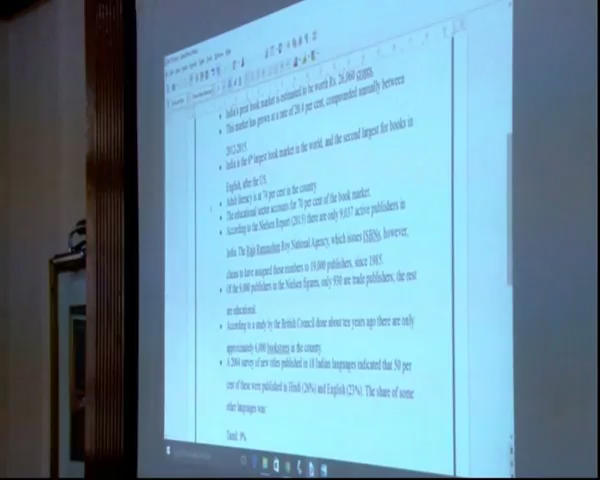 India's print book market is estimated to be worth Rs. 26,060 crores.
This market has grown at a rate of 20.4 per cent, compounded annually between
2012-2015.
India is the 6th largest book market in the world, and the second largest for books in
English, after the US.
Adult literacy is at 74 per cent in the country.
The educational sector accounts for 70 per cent of the book market.
According to the Nielsen Report (2015) there are only 9,037 active publishers in
India. The Raja Rammohun Roy National Agency, which issues ISBNs, however,
claims to have assigned these numbers to 19,000 publishers, since 1985.
Of the 9,000 publishers in the Nielsen figures, only 930 are trade publishers, the rest
are educational.
According to a study by the British Council done about ten years ago there are only
approximately 4,000 bookstores in the country.
A 2004 survey of new titles published in 18 Indian languages indicated that 50 per
cent of these were published in Hindi (26%) and English (23%). The share of some
other languages was:
Tamil: 9%